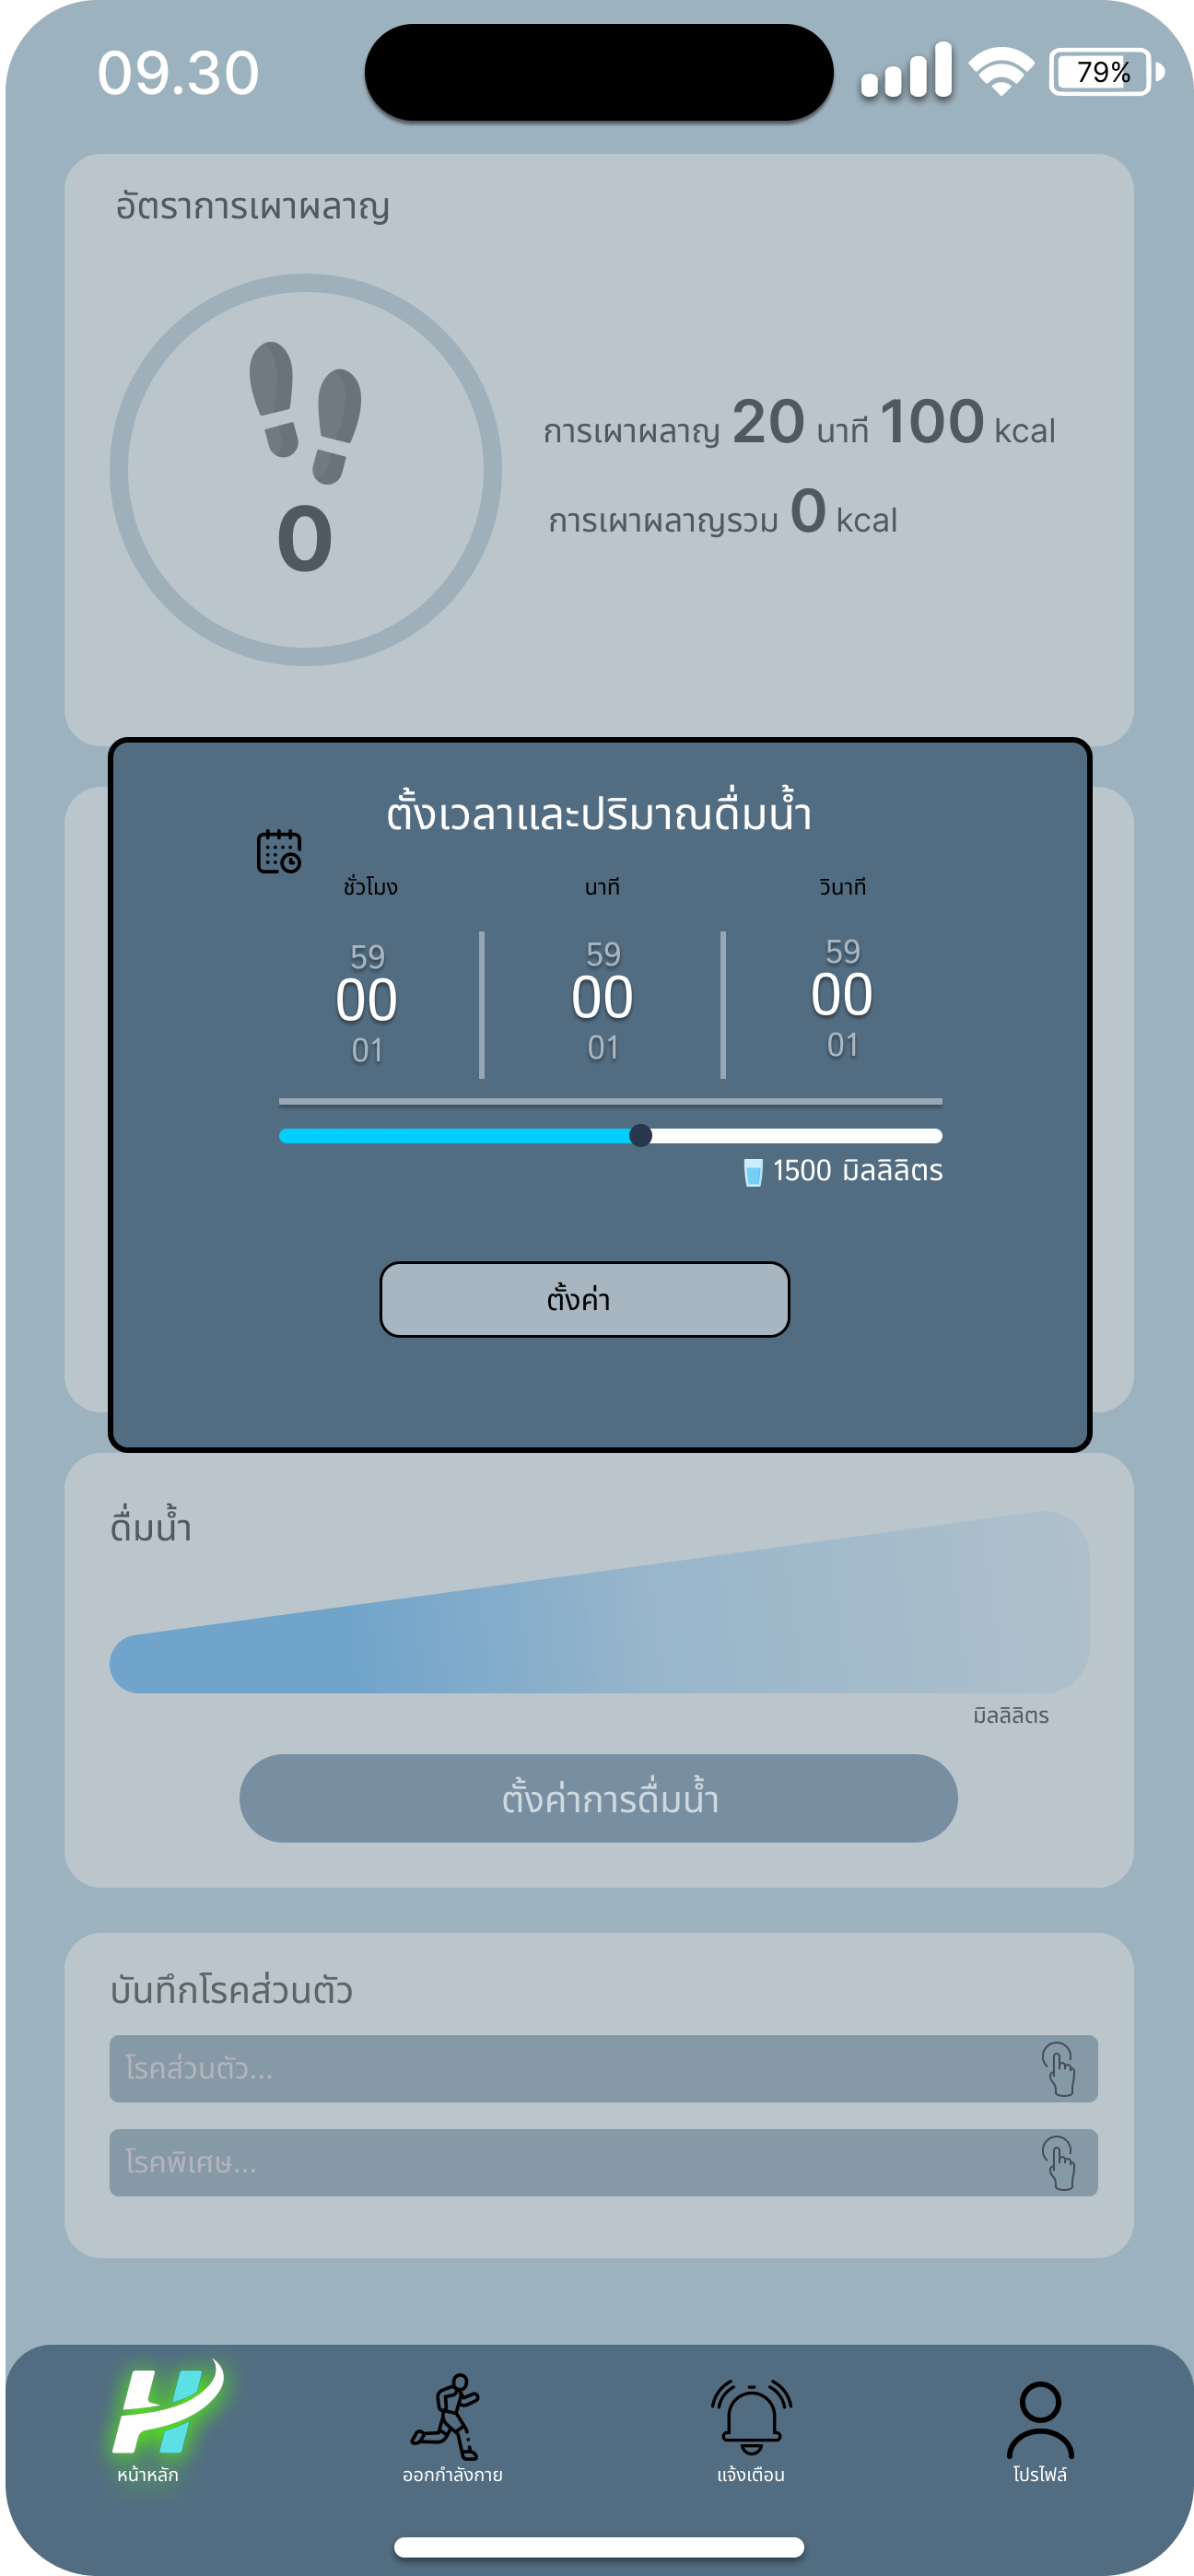 09.30
79%
อัตราการเผาผลาญ
การเผาผลาญ 20 นาที 100 kcal
การเผาผลาญรวม 0 kcal
0
ตั้งเวลาและปริมาณดื่มน้ำ
ชั่วโมง นาที วินาที
59 59 59
00 00 00
01 01 01
1500 มิลลิลิตร
ตั้งค่า
ดื่มน้ำ
มิลลิลิตร
ตั้งค่าการดื่มน้ำ
บันทึกโรคส่วนตัว
โรคส่วนตัว...
โรคพิเศษ...
หน้าหลัก ออกกำลังกาย แจ้งเตือน โปรไฟล์